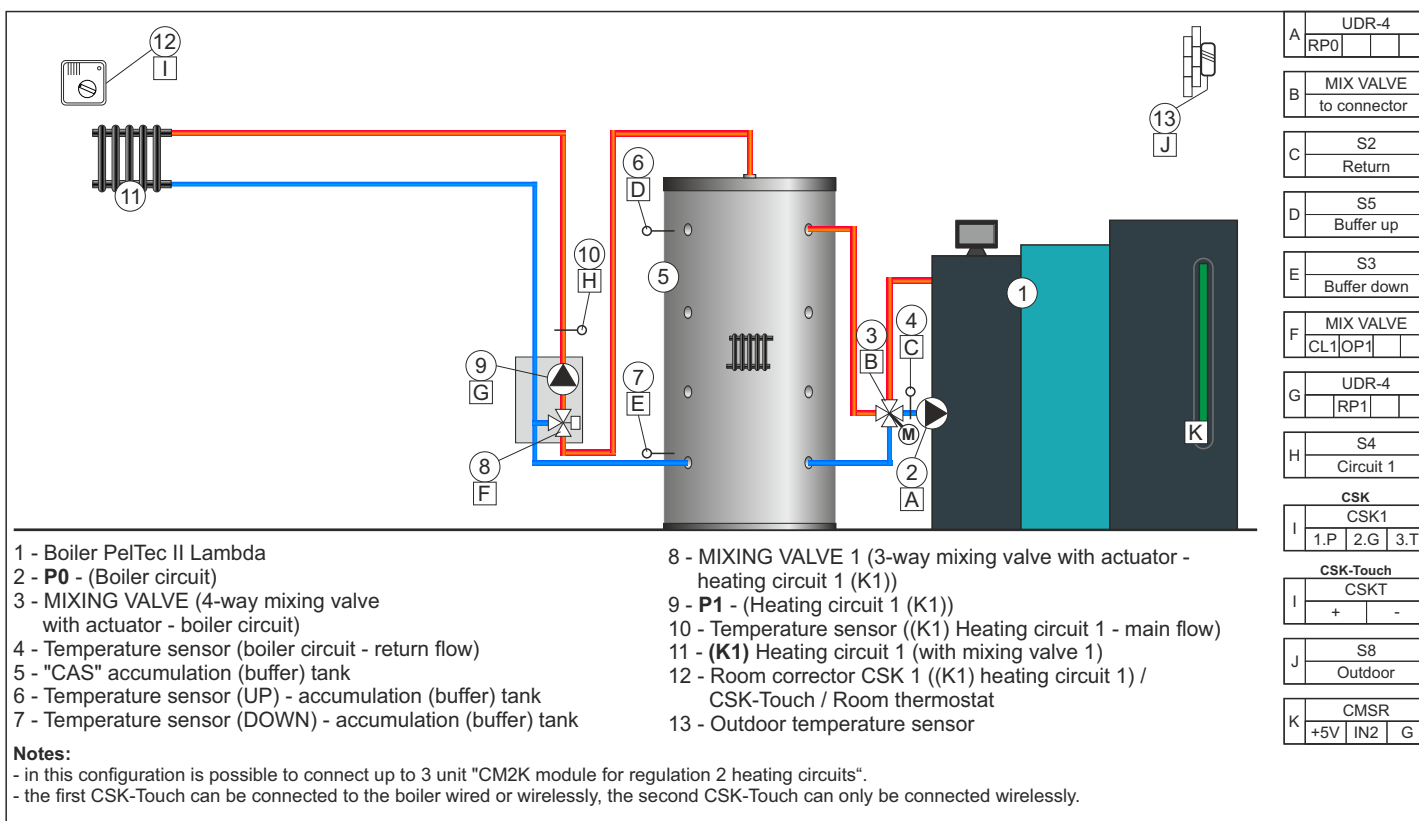 12
I
13
J
11
6
D
10
H
5
1
4
C
3
B
9
G
7
E
M
K
8
F
2
A
1 - Boiler PelTec II Lambda
2 - P0 - (Boiler circuit)
3 - MIXING VALVE (4-way mixing valve
with actuator - boiler circuit)
4 - Temperature sensor (boiler circuit - return flow)
5 - "CAS" accumulation (buffer) tank
6 - Temperature sensor (UP) - accumulation (buffer) tank
7 - Temperature sensor (DOWN) - accumulation (buffer) tank
8 - MIXING VALVE 1 (3-way mixing valve with actuator -
heating circuit 1 (K1))
9 - P1 - (Heating circuit 1 (K1))
10 - Temperature sensor ((K1) Heating circuit 1 - main flow)
11 - (K1) Heating circuit 1 (with mixing valve 1)
12 - Room corrector CSK 1 ((K1) heating circuit 1) /
CSK-Touch / Room thermostat
13 - Outdoor temperature sensor
Notes:
- in this configuration is possible to connect up to 3 unit "CM2K module for regulation 2 heating circuits“.
- the first CSK-Touch can be connected to the boiler wired or wirelessly, the second CSK-Touch can only be connected wirelessly.
A
UDR-4
RP0
B
MIX VALVE
to connector
C
S2
Return
D
S5
Buffer up
E
S3
Buffer down
F
MIX VALVE
CL1 OP1
G
UDR-4
RP1
H
S4
Circuit 1
CSK
I
CSK1
1.P 2.G 3.T
CSK-Touch
I
CSKT
+ -
J
S8
Outdoor
K
CMSR
+5V IN2 G